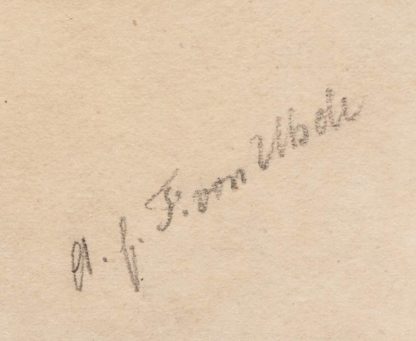 a. f. F. von Uhde